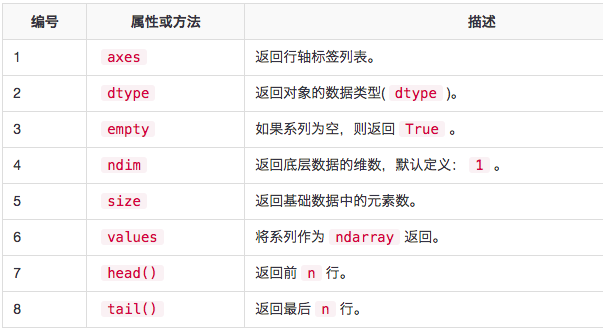 编号 属性或方法 描述
1 axes 返回行轴标签列表。
2 dtype 返回对象的数据类型( dtype )。
3 empty 如果系列为空，则返回 True 。
4 ndim 返回底层数据的维数，默认定义： 1 。
5 size 返回基础数据中的元素数。
6 values 将系列作为 ndarray 返回。
7 head() 返回前 n 行。
8 tail() 返回最后 n 行。